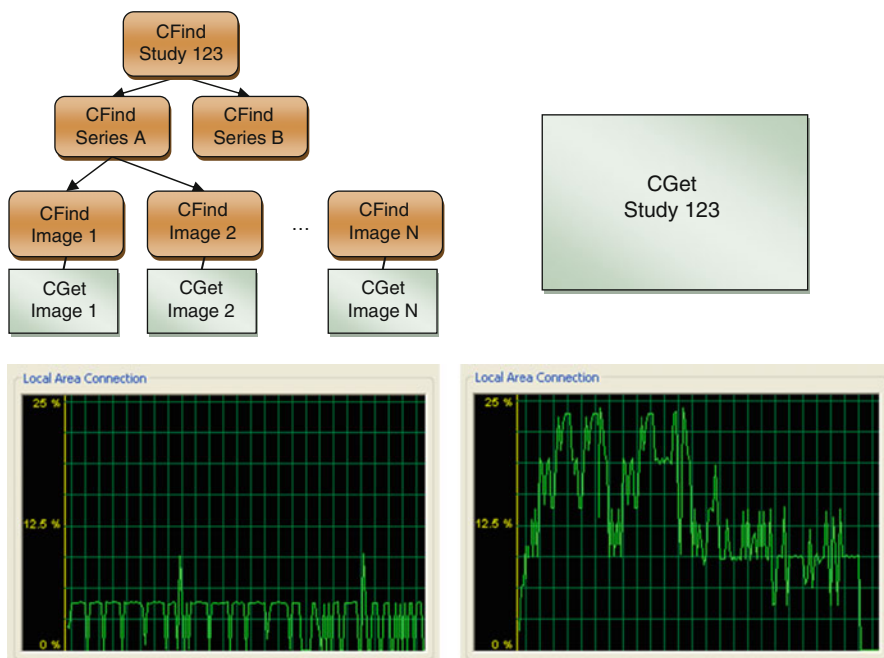 CFind
Study 123
CFind
Series A
CFind
Series B
CFind
Image 1
CFind
Image 2
...
CFind
Image N
CGet
Image 1
CGet
Image 2
CGet
Image N
CGet
Study 123
Local Area Connection
25 %
12.5 %
0 %
Local Area Connection
25 %
12.5 %
0 %